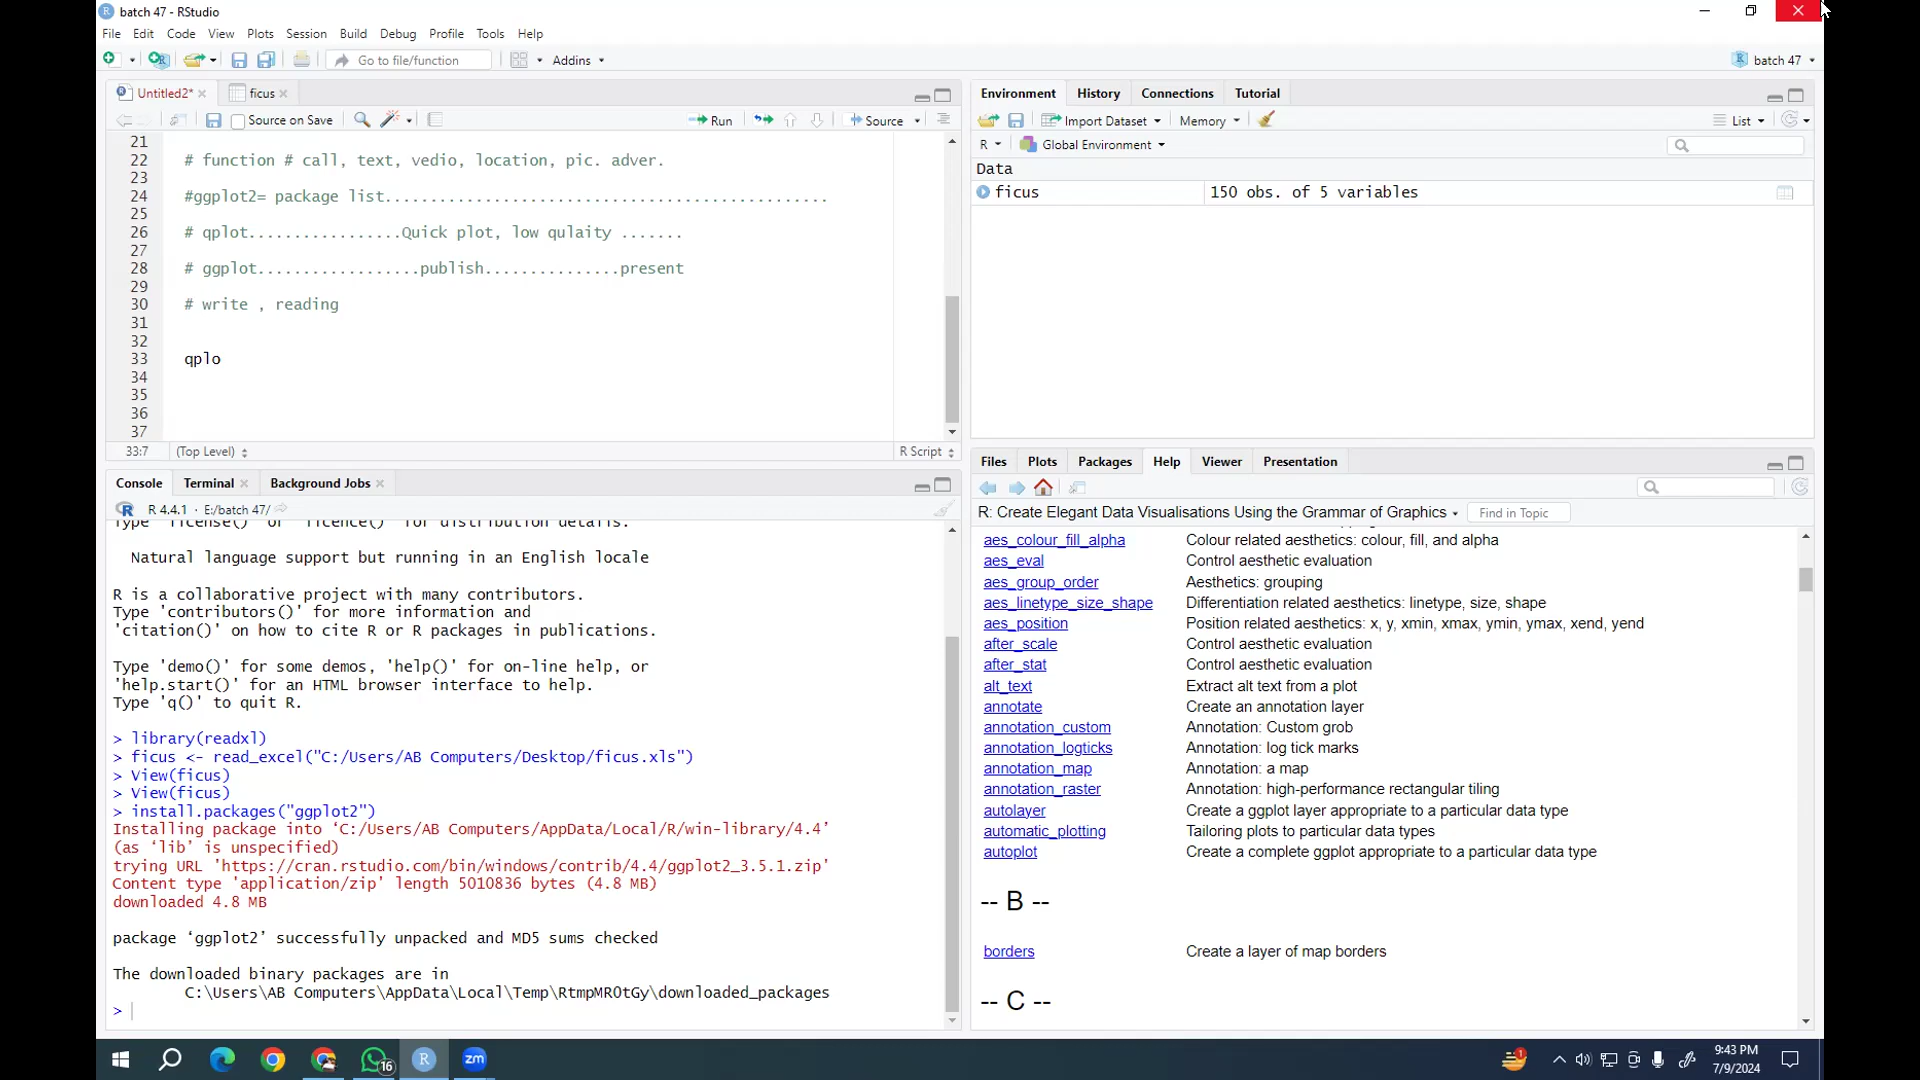 batch 47 - RStudio
File Edit Code View Plots Session Build Debug Profile Tools Help
Go to file/function Addins batch 47
Untitled2* ficus
Source on Save Run Source
21
22 # function # call, text, vedio, location, pic. adver.
23
24 #ggplot2= package list.................................................
25
26 # qplot.................Quick plot, low qulaity .......
27
28 # ggplot..................publish...............present
29
30 # write , reading
31
32
33 qplo
34
35
36
37
33:7 (Top Level) R Script
Console Terminal Background Jobs
R 4.4.1 · E:/batch 47/
Type 'license()' or 'licence()' for distribution details.
Natural language support but running in an English locale
R is a collaborative project with many contributors.
Type 'contributors()' for more information and
'citation()' on how to cite R or R packages in publications.
Type 'demo()' for some demos, 'help()' for on-line help, or
'help.start()' for an HTML browser interface to help.
Type 'q()' to quit R.
> library(readxl)
> ficus <- read_excel("C:/Users/AB Computers/Desktop/ficus.xls")
> View(ficus)
> View(ficus)
> install.packages("ggplot2")
Installing package into ‘C:/Users/AB Computers/AppData/Local/R/win-library/4.4’
(as ‘lib’ is unspecified)
trying URL 'https://cran.rstudio.com/bin/windows/contrib/4.4/ggplot2_3.5.1.zip'
Content type 'application/zip' length 5010836 bytes (4.8 MB)
downloaded 4.8 MB
package ‘ggplot2’ successfully unpacked and MD5 sums checked
The downloaded binary packages are in
C:\Users\AB Computers\AppData\Local\Temp\RtmpMR0tGy\downloaded_packages
>
Environment History Connections Tutorial
Import Dataset Memory List
R Global Environment
Data
ficus 150 obs. of 5 variables
Files Plots Packages Help Viewer Presentation
R: Create Elegant Data Visualisations Using the Grammar of Graphics Find in Topic
aes_colour_fill_alpha Colour related aesthetics: colour, fill, and alpha
aes_eval Control aesthetic evaluation
aes_group_order Aesthetics: grouping
aes_linetype_size_shape Differentiation related aesthetics: linetype, size, shape
aes_position Position related aesthetics: x, y, xmin, xmax, ymin, ymax, xend, yend
after_scale Control aesthetic evaluation
after_stat Control aesthetic evaluation
alt_text Extract alt text from a plot
annotate Create an annotation layer
annotation_custom Annotation: Custom grob
annotation_logticks Annotation: log tick marks
annotation_map Annotation: a map
annotation_raster Annotation: high-performance rectangular tiling
autolayer Create a ggplot layer appropriate to a particular data type
automatic_plotting Tailoring plots to particular data types
autoplot Create a complete ggplot appropriate to a particular data type
-- B --
borders Create a layer of map borders
-- C --
16 R zm 1 9:43 PM
7/9/2024